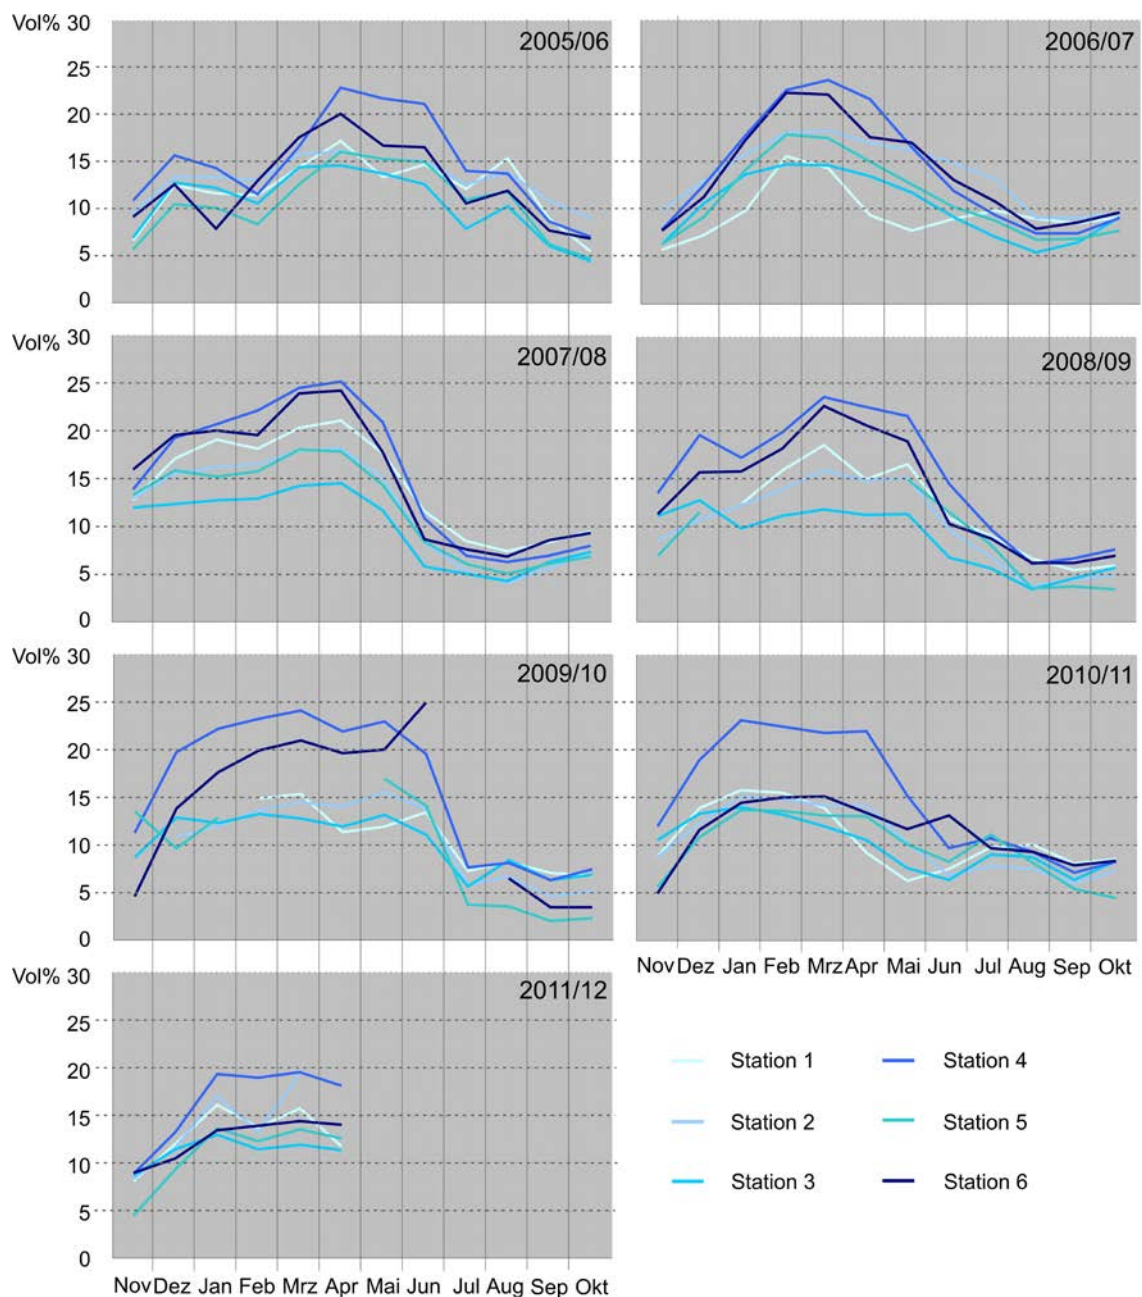 Vol% 30
25
20
15
10
5
0
2005/06
2006/07
Vol% 30
25
20
15
10
5
0
2007/08
2008/09
Vol% 30
25
20
15
10
5
0
2009/10
2010/11
Nov Dez Jan Feb Mrz Apr Mai Jun Jul Aug Sep Okt
Vol% 30
25
20
15
10
5
0
2011/12
Nov Dez Jan Feb Mrz Apr Mai Jun Jul Aug Sep Okt
Station 1
Station 4
Station 2
Station 5
Station 3
Station 6